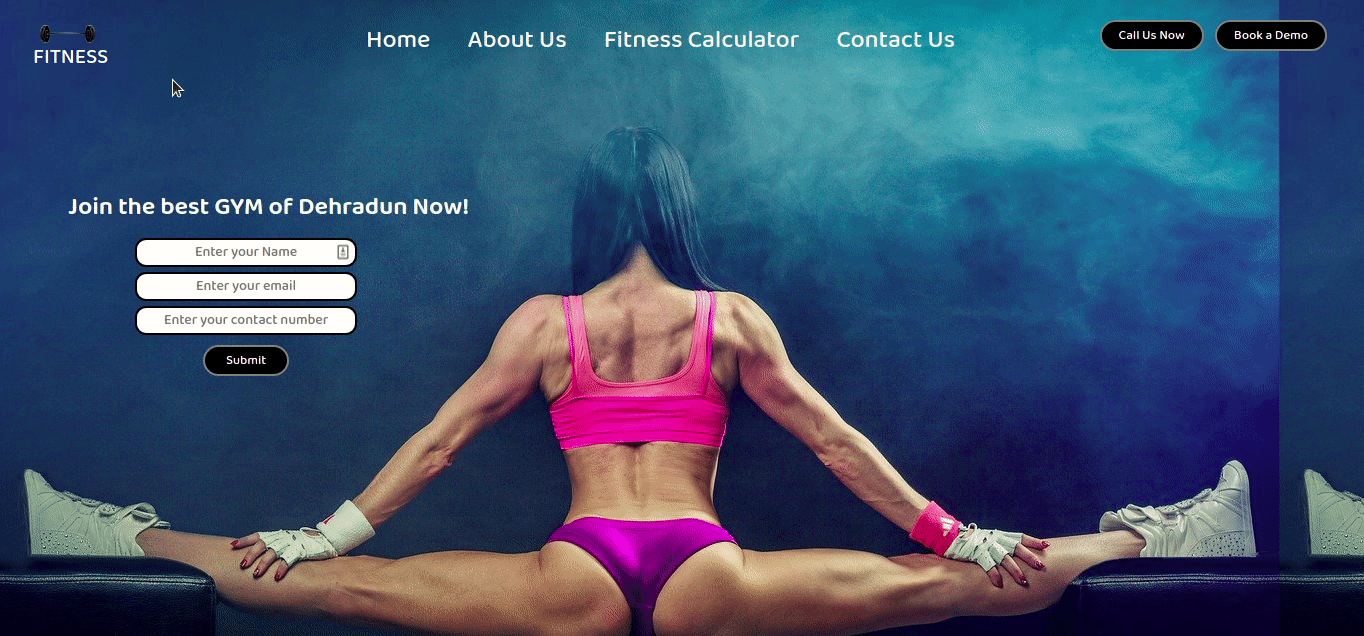 FITNESS
Home
About Us
Fitness Calculator
Contact Us
Call Us Now
Book a Demo
Join the best GYM of Dehradun Now!
Enter your Name
Enter your email
Enter your contact number
Submit